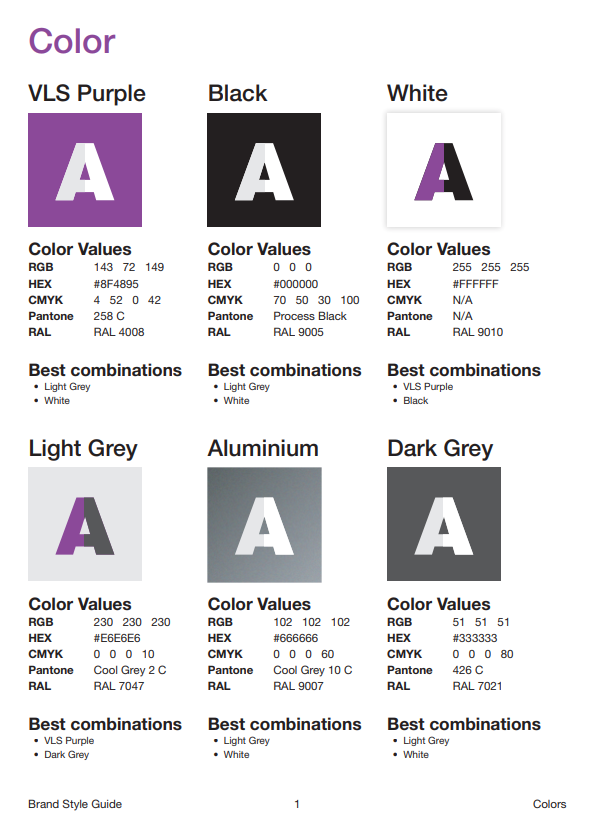 Color
VLS Purple
A
Color Values
RGB 143 72 149
HEX #8F4895
CMYK 4 52 0 42
Pantone 258 C
RAL RAL 4008
Best combinations
• Light Grey
• White
Black
A
Color Values
RGB 0 0 0
HEX #000000
CMYK 70 50 30 100
Pantone Process Black
RAL RAL 9005
Best combinations
• Light Grey
• White
White
A
Color Values
RGB 255 255 255
HEX #FFFFFF
CMYK N/A
Pantone N/A
RAL RAL 9010
Best combinations
• VLS Purple
• Black
Light Grey
A
Color Values
RGB 230 230 230
HEX #E6E6E6
CMYK 0 0 0 10
Pantone Cool Grey 2 C
RAL RAL 7047
Best combinations
• VLS Purple
• Dark Grey
Aluminium
A
Color Values
RGB 102 102 102
HEX #666666
CMYK 0 0 0 60
Pantone Cool Grey 10 C
RAL RAL 9007
Best combinations
• Light Grey
• White
Dark Grey
A
Color Values
RGB 51 51 51
HEX #333333
CMYK 0 0 0 80
Pantone 426 C
RAL RAL 7021
Best combinations
• Light Grey
• White
Brand Style Guide 1 Colors